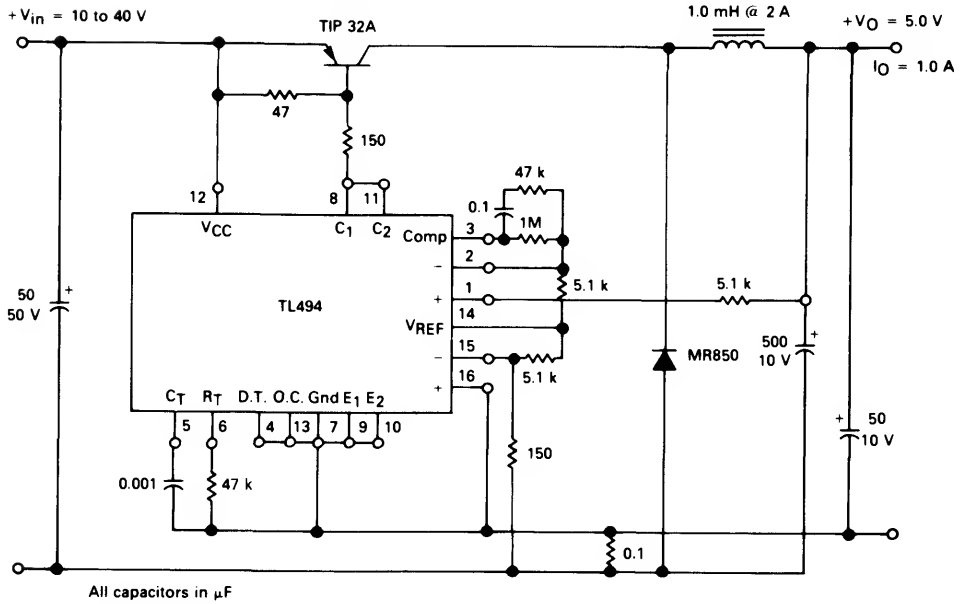 +Vin = 10 to 40 V
TIP 32A
1.0 mH @ 2 A
+VO = 5.0 V
IO = 1.0 A
47
150
47 k
12
8
11
0.1
1M
VCC
C1
C2
Comp
3
−
2
5.1 k
+
1
5.1 k
50
50 V
+
TL494
VREF
14
−
15
5.1 k
+
16
MR850
500
10 V
+
CT
RT
D.T.
O.C.
Gnd
E1
E2
5
6
4
13
7
9
10
150
+
50
10 V
0.001
47 k
0.1
All capacitors in μF